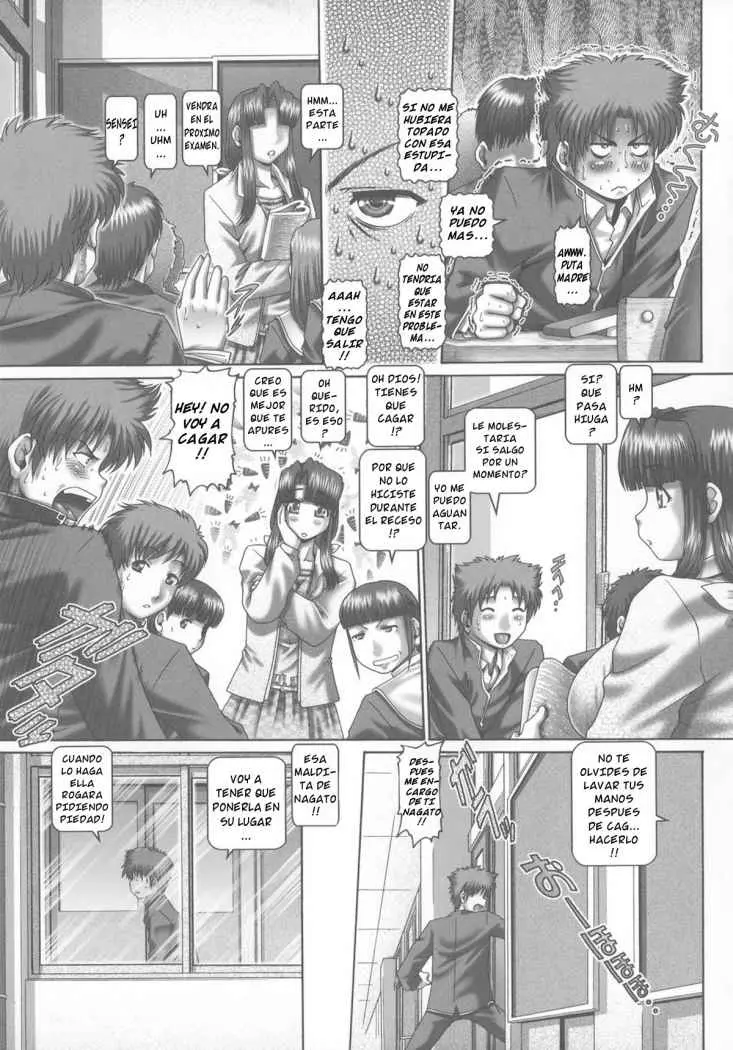 OHO
SI NO ME
HUBIERA
TOPADO
CON ESA
ESTUPI-
DA...
YA NO
PUEDO
MAS...
AWWW.
PUTA
MADRE
...
NO
TENDRIA
QUE
ESTAR
EN ESTE
PROBLE-
MA...
HMM...
ESTA
PARTE ...
VENDRA
EN EL
PROXIMO
EXAMEN.
UH
...
UHM
SENSEI
?
AAAH
...
TENGO
QUE
SALIR
!!
HM
?
SI?
QUE
PASA
HIUGA?
LE MOLES-
TARIA
SI SALGO
POR UN
MOMENTO?
YO ME
PUEDO
AGUAN
TAR.
OH DIOS!
TIENES
QUE
CAGAR
!?
POR QUE
NO LO
HICISTE
DURANTE
EL RECESO
!?
OH
QUE-
RIDO,
ES ESO
?
CREO
QUE ES
MEJOR
QUE TE
APURES
...
HEY! NO
VOY A
CAGAR
!!
NO TE
OLVIDES DE
LAVAR TUS
MANOS
DESPUES
DE CAG...
HACERLO
!!
DES-
PUES
ME EN-
CARGO
DE TI
NAGATO
!!
ESA
MALDI-
TA DE
NAGATO
!!
VOY A
TENER QUE
PONERLA EN
SU LUGAR
...
CUANDO
LO HAGA
ELLA
ROGARA
PIDIENDO
PIEDAD!